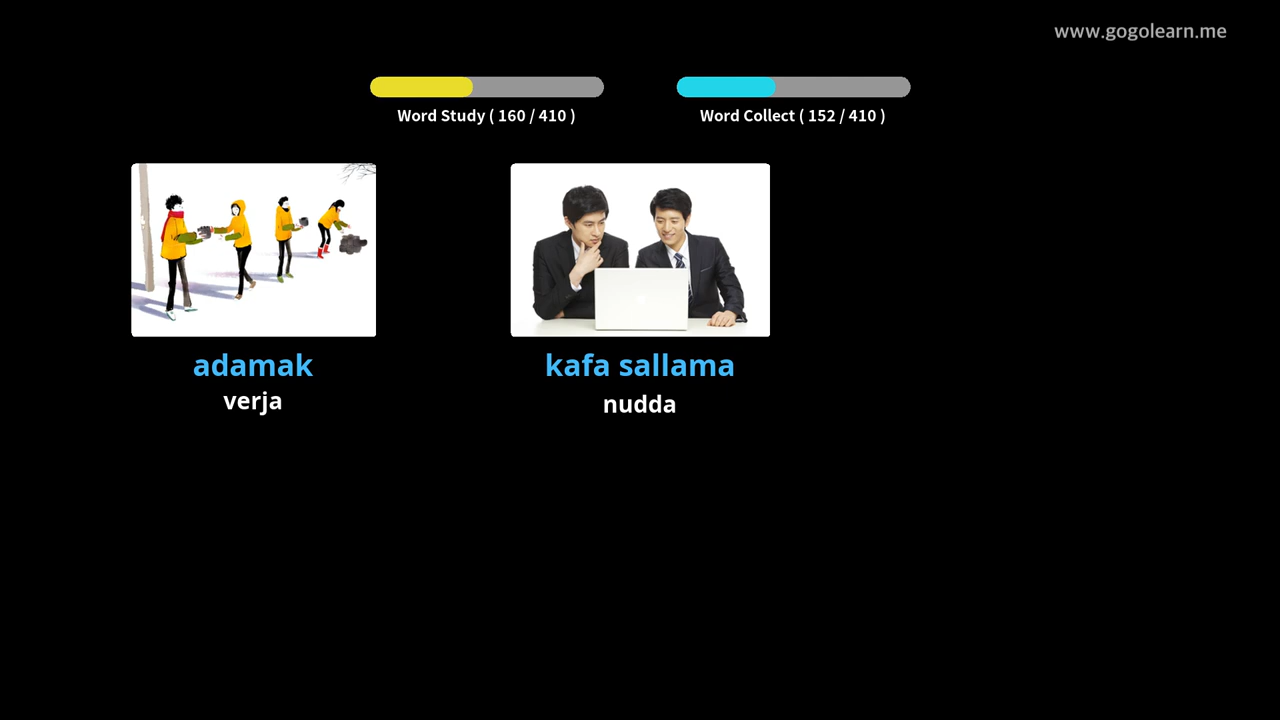 www.gogolearn.me
Word Study ( 160 / 410 )
Word Collect ( 152 / 410 )
adamak
verja
kafa sallama
nudda